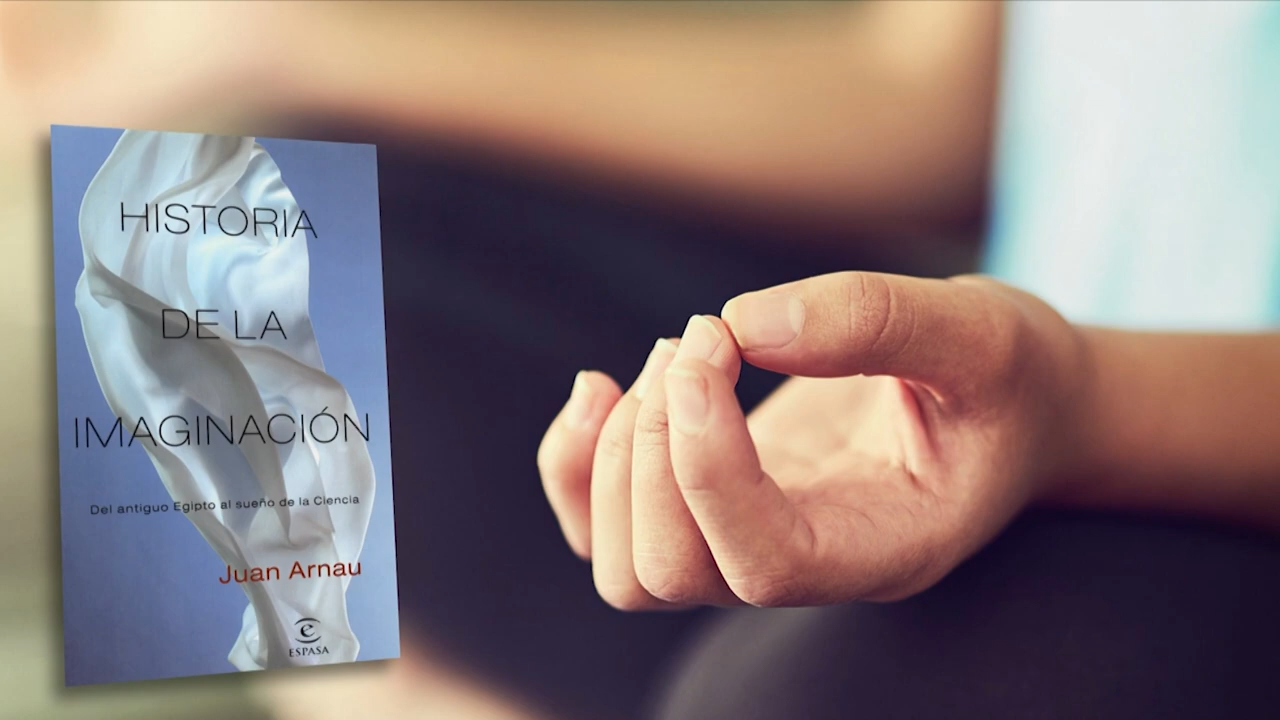 HISTORIA
DE LA
IMAGINACIÓN
Del antiguo Egipto al sueño de la Ciencia
Juan Arnau
e
ESPASA